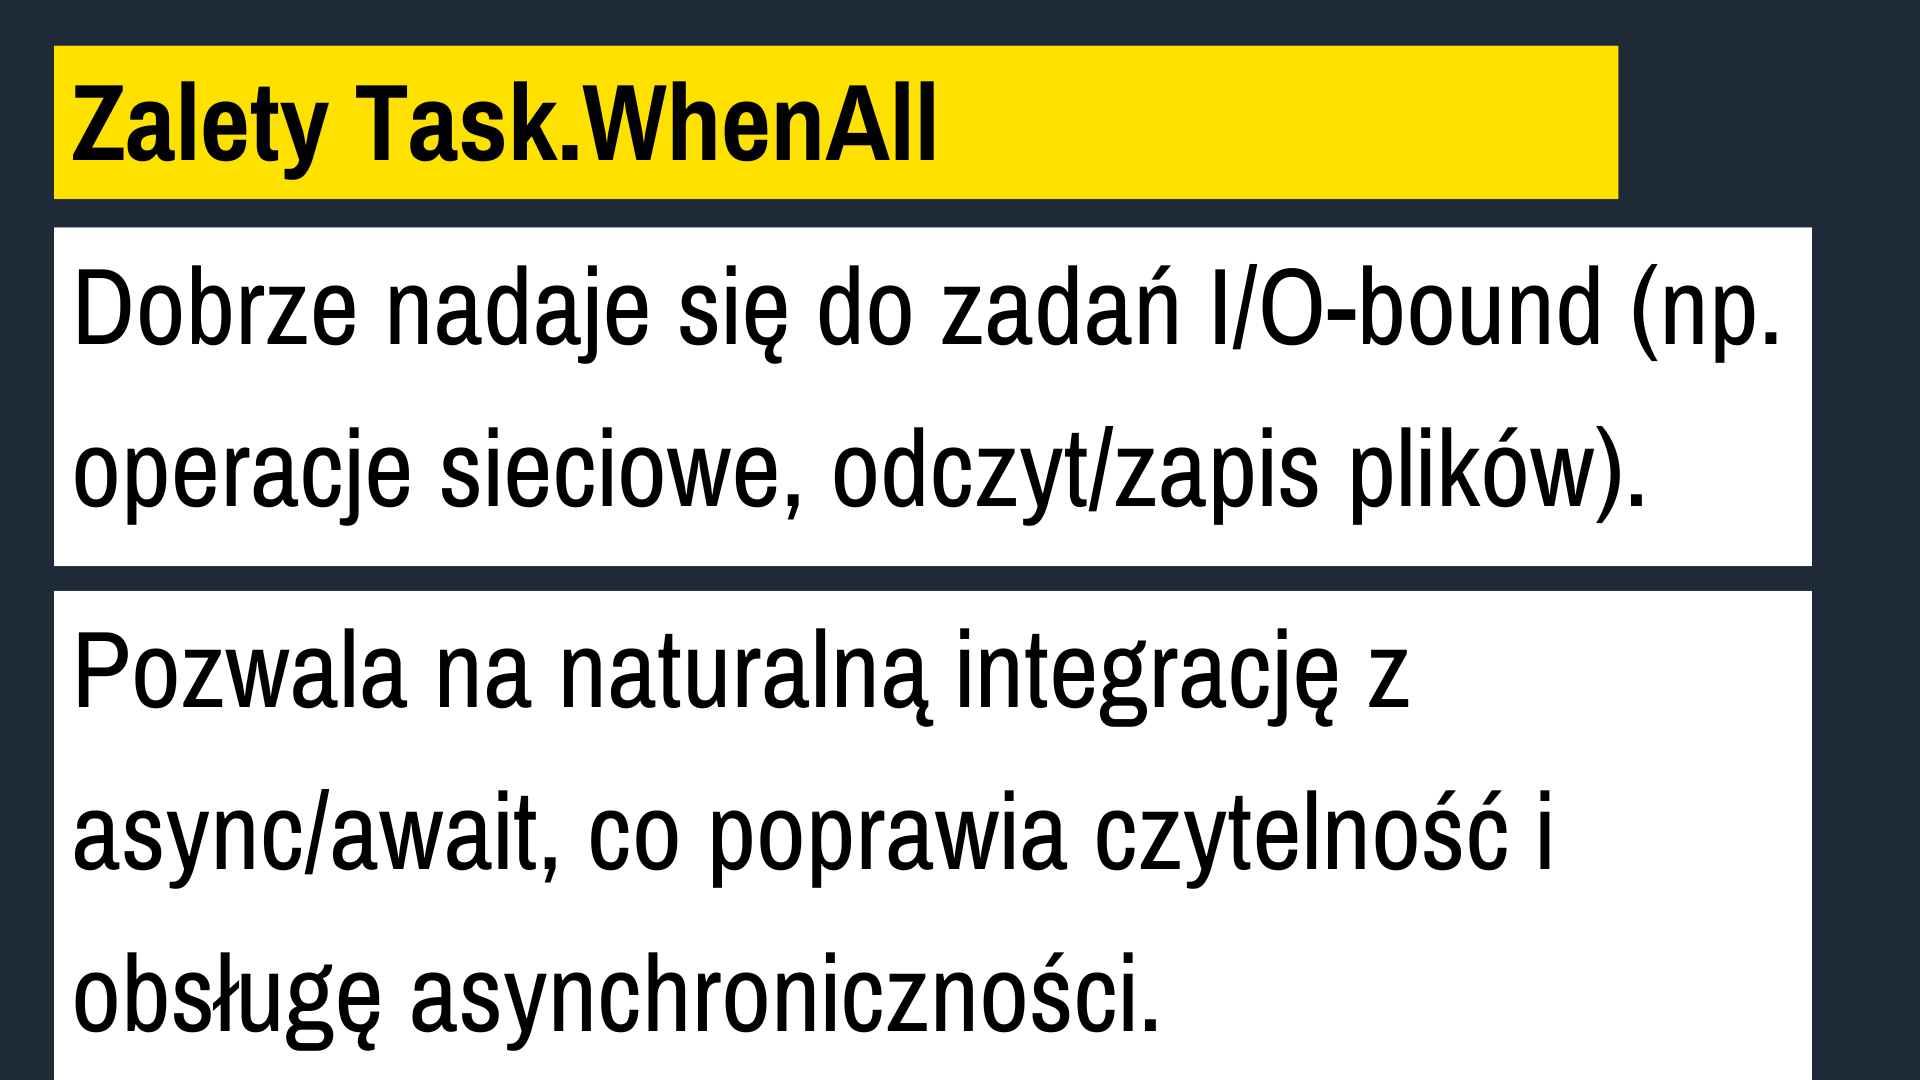 Zalety Task.WhenAll
Dobrze nadaje się do zadań I/O-bound (np.
operacje sieciowe, odczyt/zapis plików).
Pozwala na naturalną integrację z
async/await, co poprawia czytelność i
obsługę asynchroniczności.